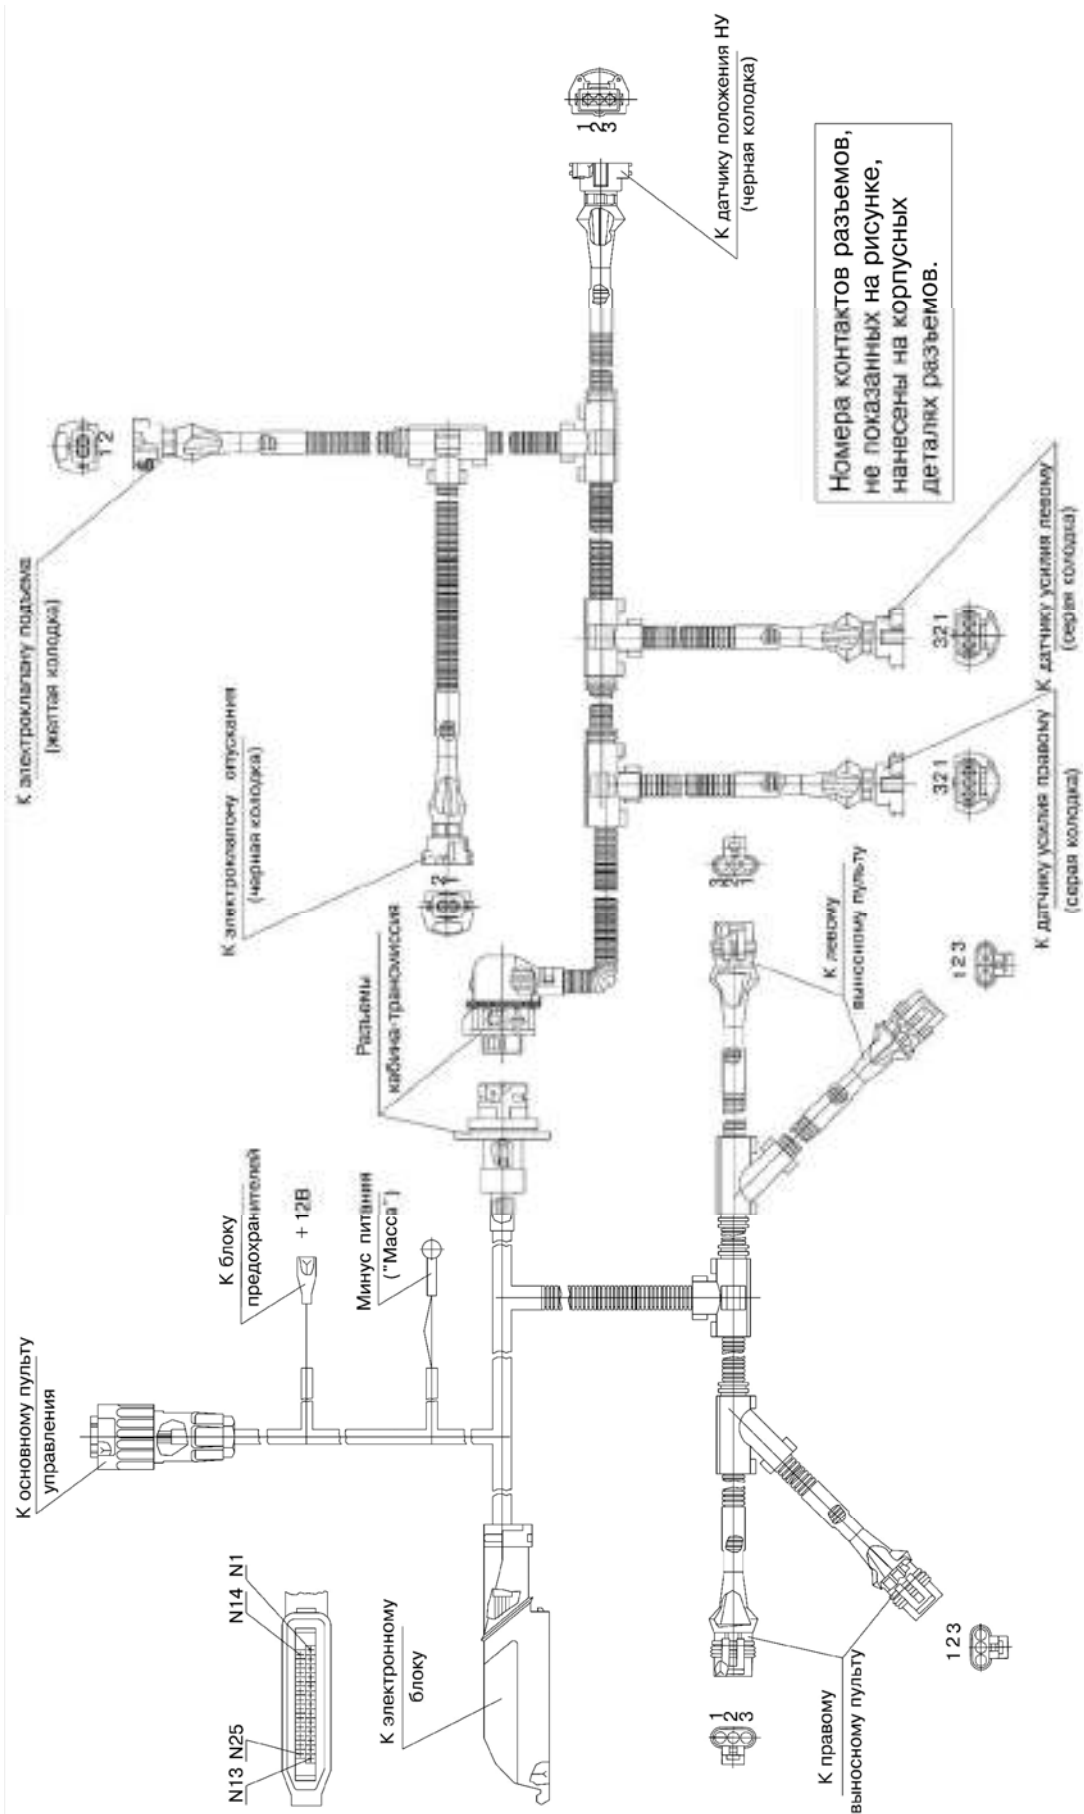 К основному пульту
управления
К блоку
предохранителей
+ 12В
Минус питания
("Масса")
N13 N25
N14 N1
К электронному
блоку
Разъемы
кабина-трансмиссия
К электроклапану подъема
(желтая колодка)
1 2
К электроклапану опускания
(черная колодка)
2 1
1 2 3
К датчику положения НУ
(черная колодка)
Номера контактов разъемов,
не показанных на рисунке,
нанесены на корпусных
деталях разъемов.
3 2 1
К датчику усилия левому
(серая колодка)
3 2 1
К датчику усилия правому
(серая колодка)
3 2 1
К левому
выносному пульту
1 2 3
1 2 3
К правому
выносному пульту
1 2 3